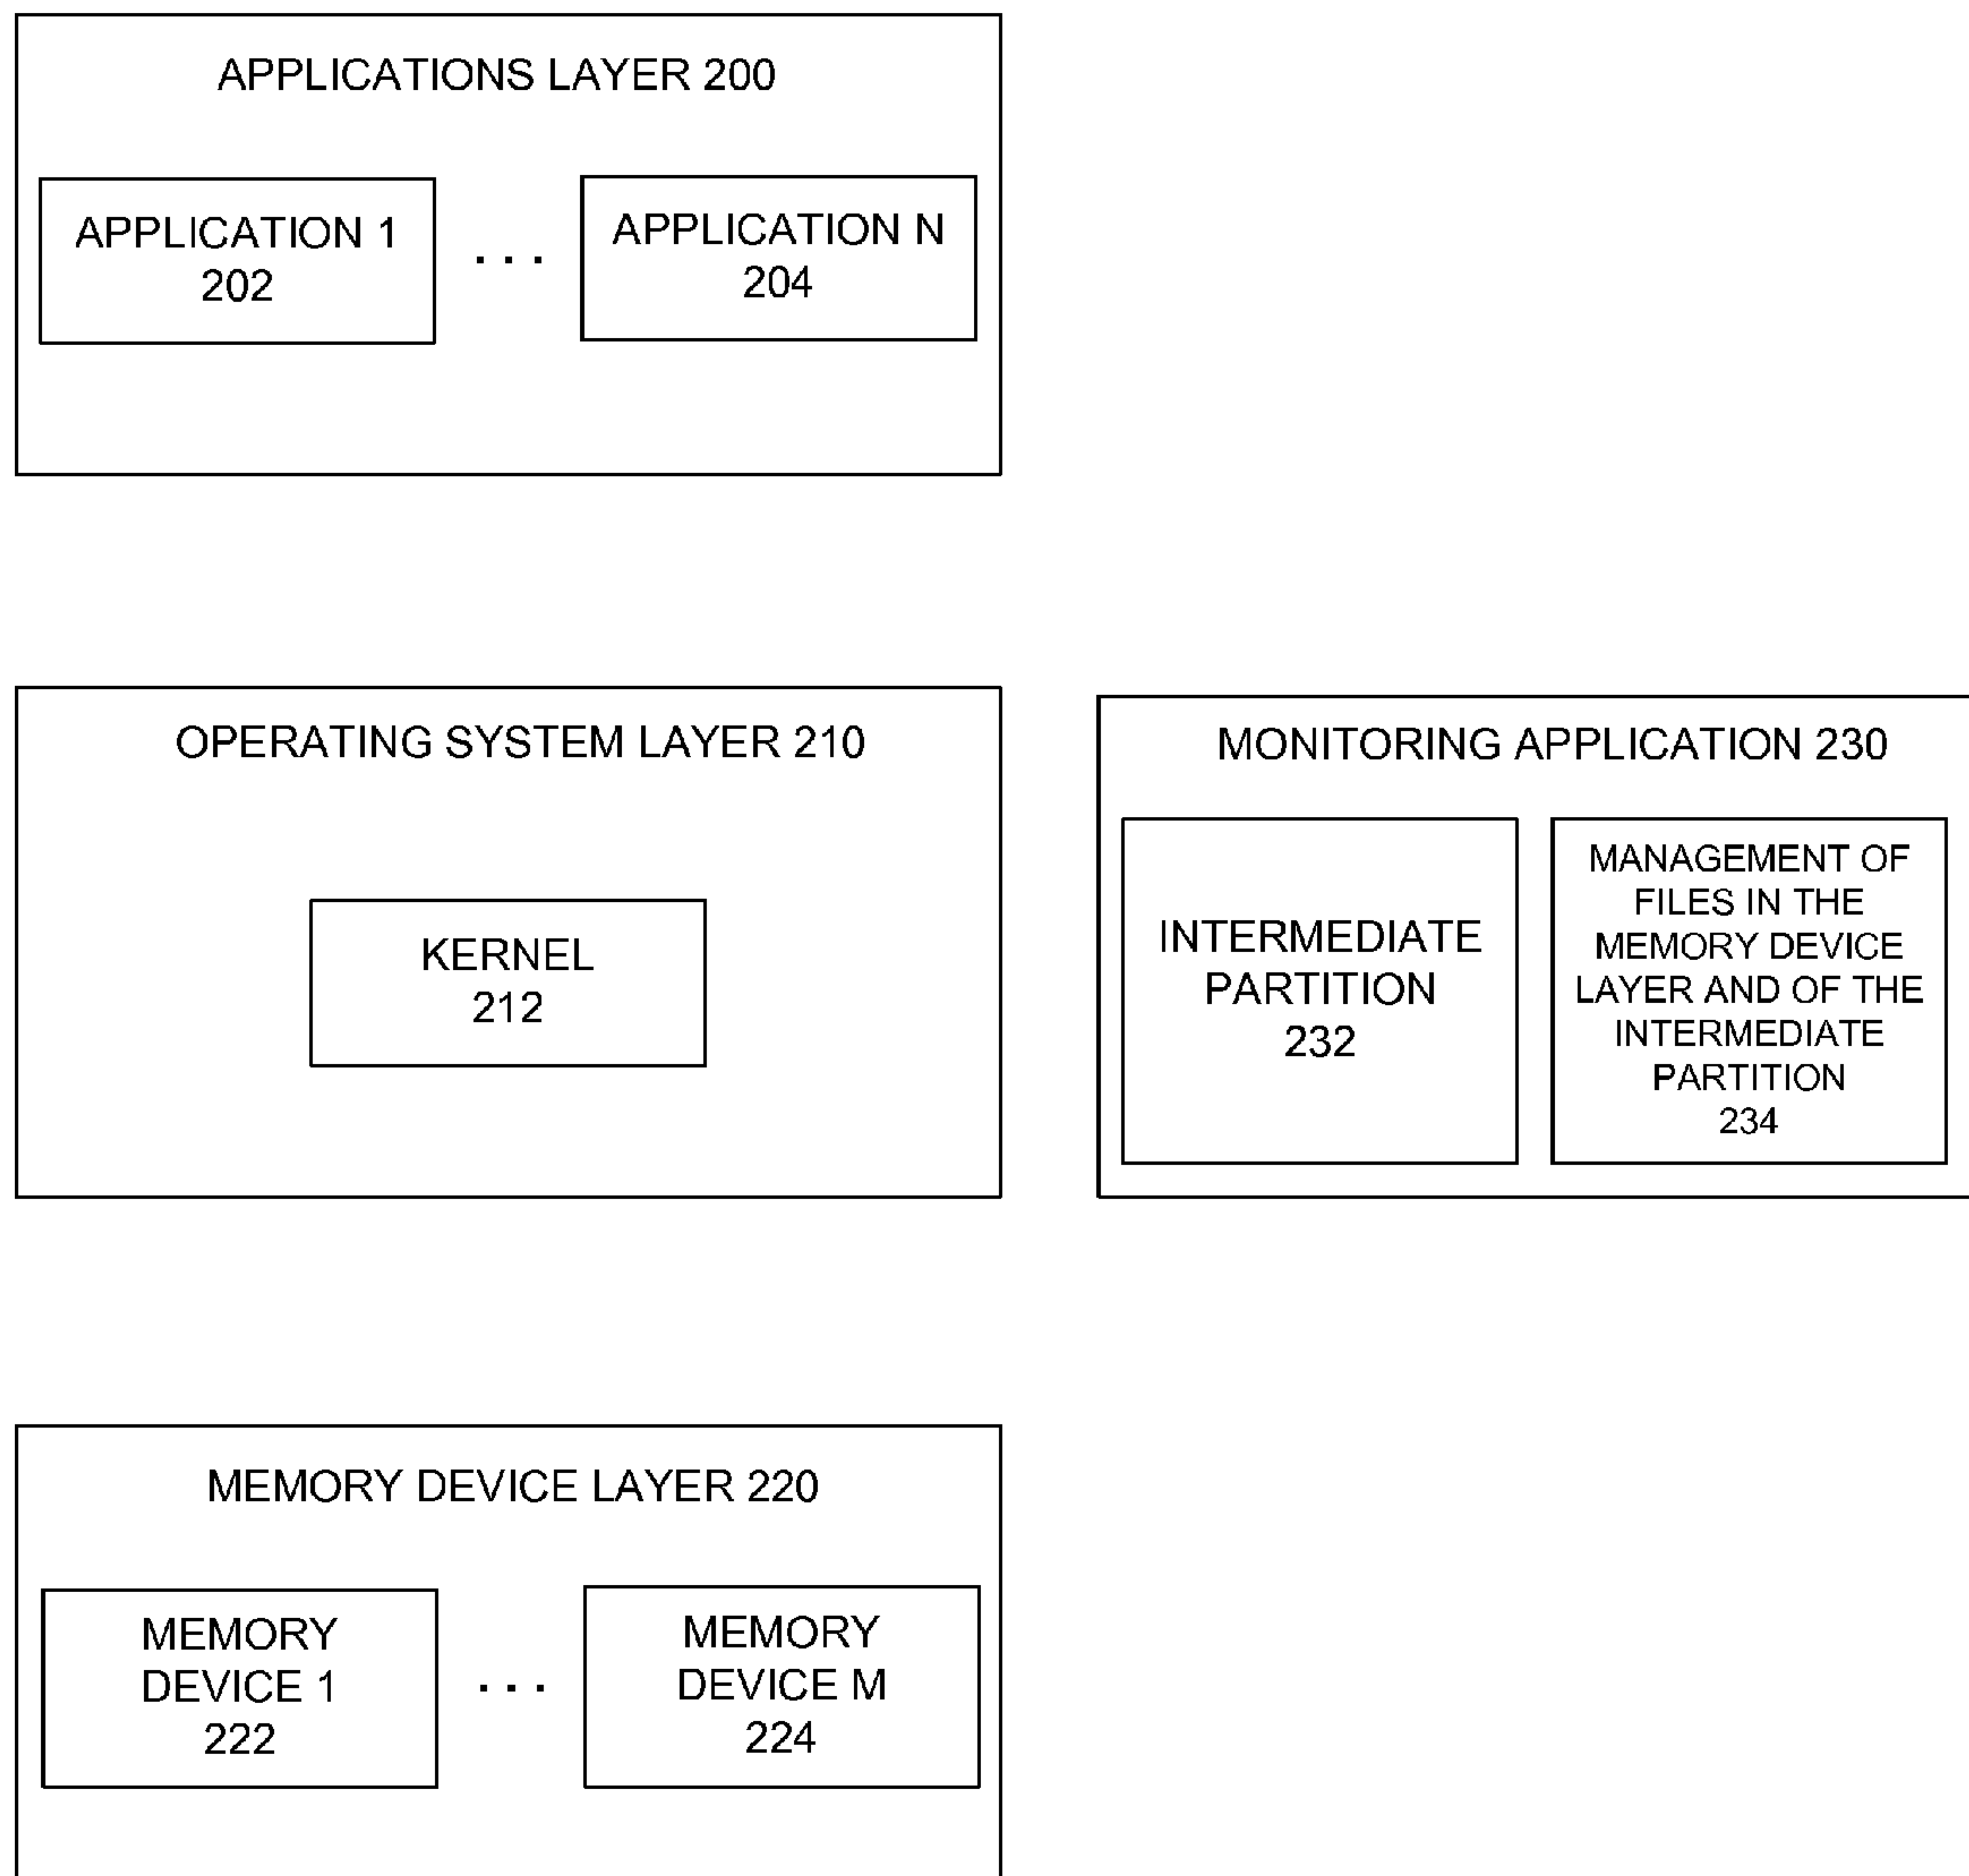 APPLICATIONS LAYER 200
APPLICATION 1
202
. . .
APPLICATION N
204
OPERATING SYSTEM LAYER 210
KERNEL
212
MONITORING APPLICATION 230
INTERMEDIATE
PARTITION
232
MANAGEMENT OF
FILES IN THE
MEMORY DEVICE
LAYER AND OF THE
INTERMEDIATE
PARTITION
234
MEMORY DEVICE LAYER 220
MEMORY
DEVICE 1
222
. . .
MEMORY
DEVICE M
224